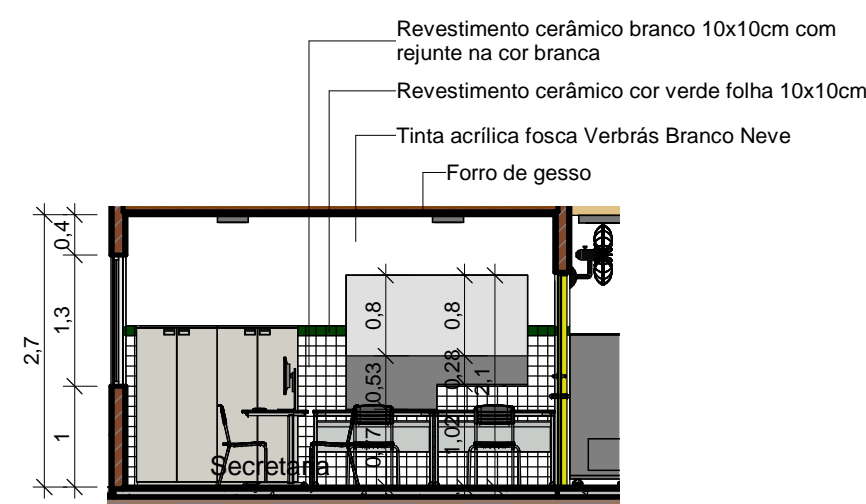 Revestimento cerâmico branco 10x10cm com
rejunte na cor branca
Revestimento cerâmico cor verde folha 10x10cm
Tinta acrílica fosca Verbrás Branco Neve
Forro de gesso
2,7
0,4
1,3
1
0,8
0,53
0,77
0,8
0,28
1,02
2,1
Secretaria